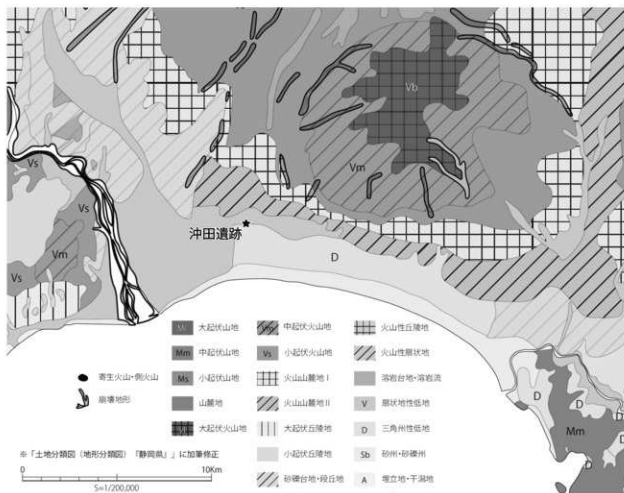 Vb
Vm
Vs
Vs
沖田遺跡
Vm
D
Vs
D
D
D
D
Mm
D
寄生火山・側火山
崩壊地形
大起伏山地
Mm 中起伏山地
Ms 小起伏山地
山麓地
大起伏火山地
Vm 中起伏火山地
Vs 小起伏火山地
火山山麓地Ⅰ
火山山麓地Ⅱ
大起伏丘陵地
小起伏丘陵地
砂礫台地・段丘地
火山性丘陵地
火山性扇状地
溶岩台地・溶岩流
V 扇状地性低地
D 三角州性低地
Sb 砂州・砂礫州
A 埋立地・干潟地
※「土地分類図（地形分類図）「静岡県」」に加筆修正
0 10Km
S=1/200,000